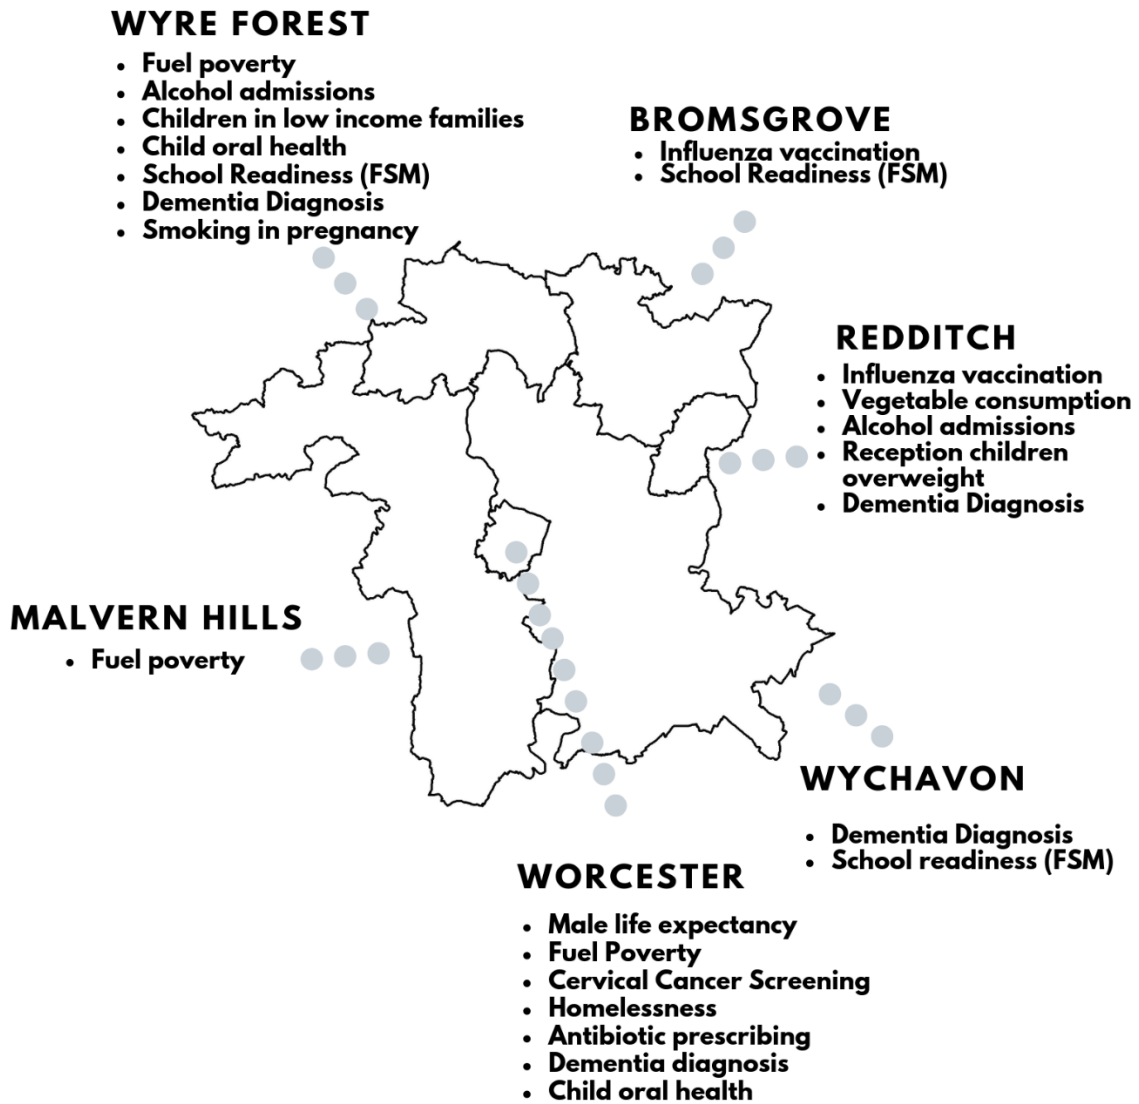 WYRE FOREST
• Fuel poverty
• Alcohol admissions
• Children in low income families
• Child oral health
• School Readiness (FSM)
• Dementia Diagnosis
• Smoking in pregnancy
BROMSGROVE
• Influenza vaccination
• School Readiness (FSM)
REDDITCH
• Influenza vaccination
• Vegetable consumption
• Alcohol admissions
• Reception children
overweight
• Dementia Diagnosis
MALVERN HILLS
• Fuel poverty
WYCHAVON
• Dementia Diagnosis
• School readiness (FSM)
WORCESTER
• Male life expectancy
• Fuel Poverty
• Cervical Cancer Screening
• Homelessness
• Antibiotic prescribing
• Dementia diagnosis
• Child oral health